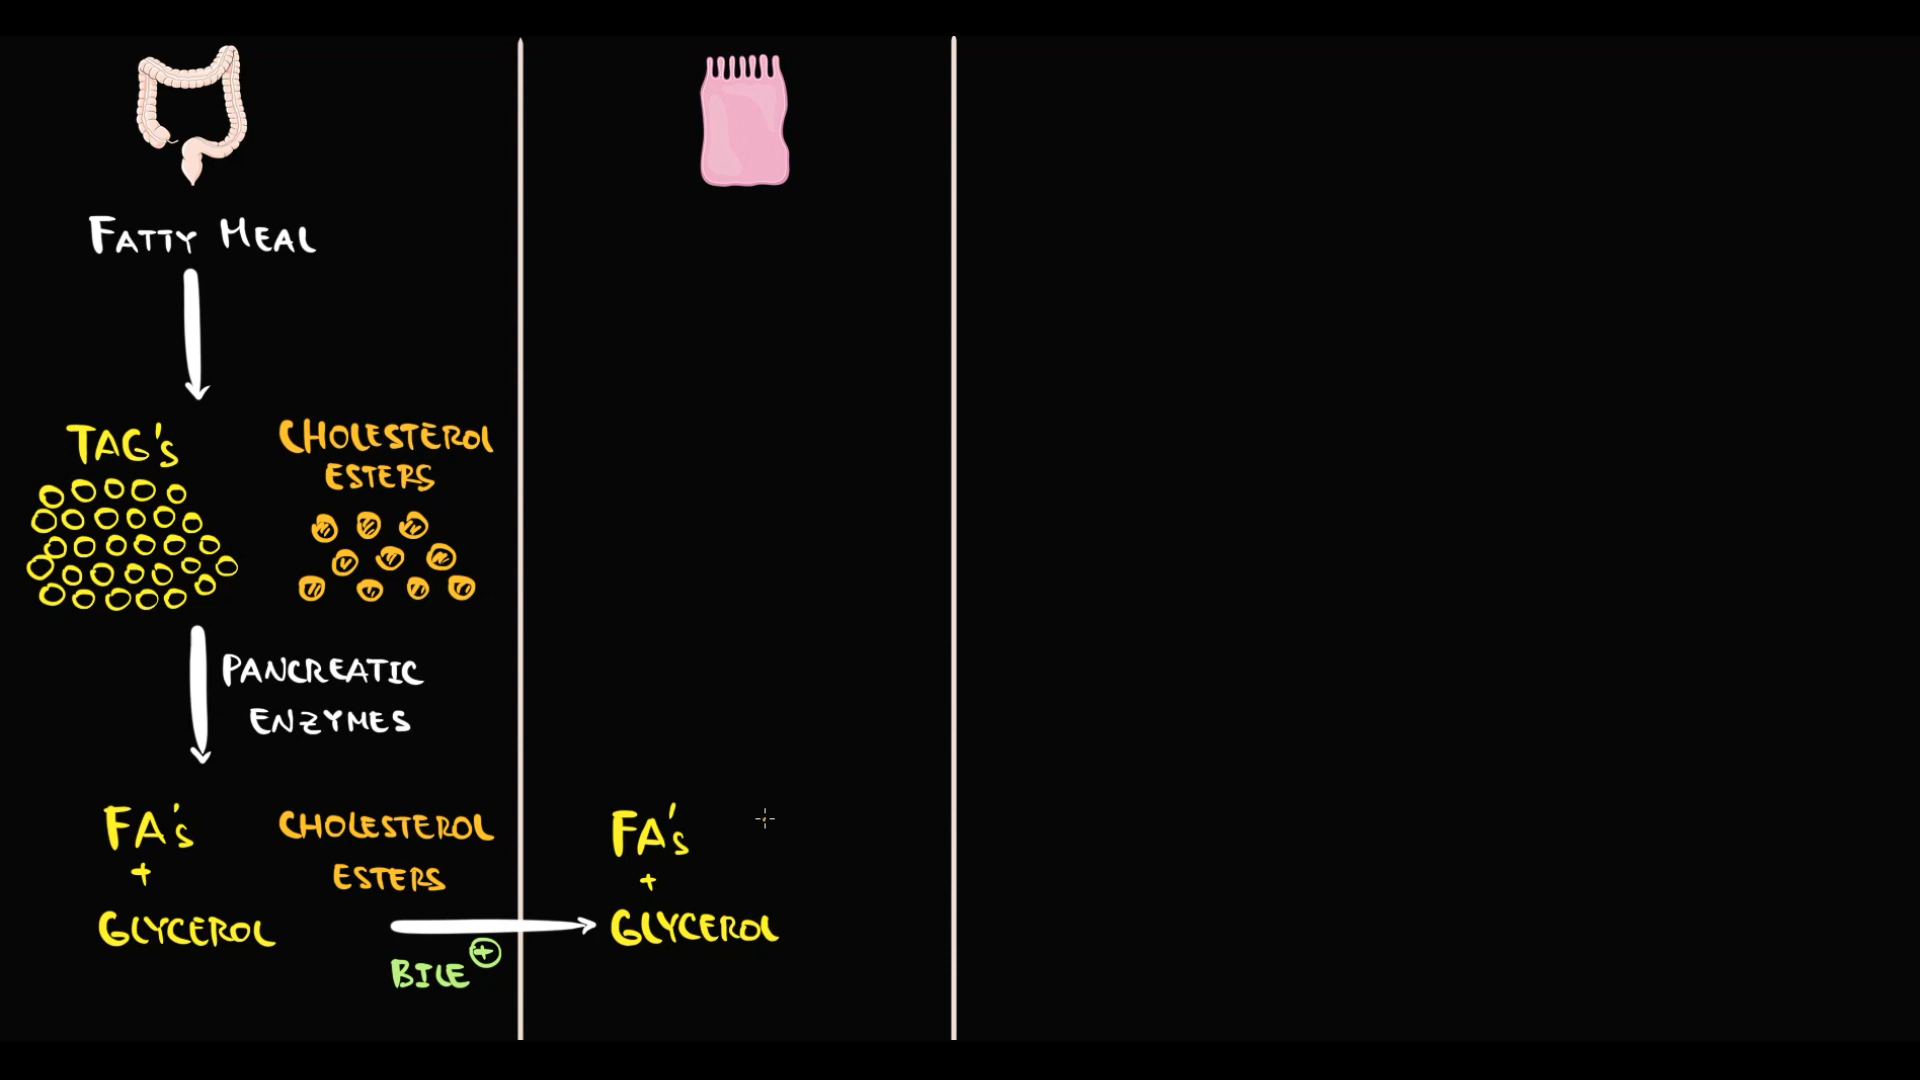 FATTY MEAL
TAG's
CHOLESTEROL
ESTERS
PANCREATIC
ENZYMES
FA's
+
GLYCEROL
CHOLESTEROL
ESTERS
BILE +
FA's
+
GLYCEROL